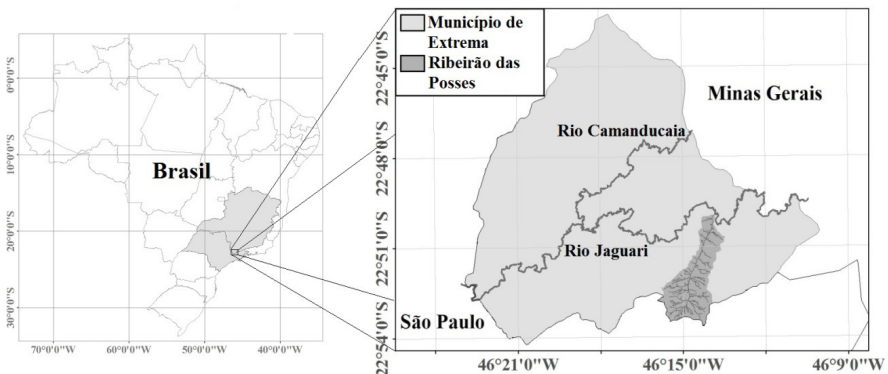 Brasil
0°0'0"S
10°0'0"S
20°0'0"S
30°0'0"S
70°0'0"W
60°0'0"W
50°0'0"W
40°0'0"W
Município de
Extrema
Ribeirão das
Posses
Minas Gerais
Rio Camanducaia
Rio Jaguari
São Paulo
22°45'0"S
22°48'0"S
22°51'0"S
22°54'0"S
46°21'0"W
46°15'0"W
46°9'0"W